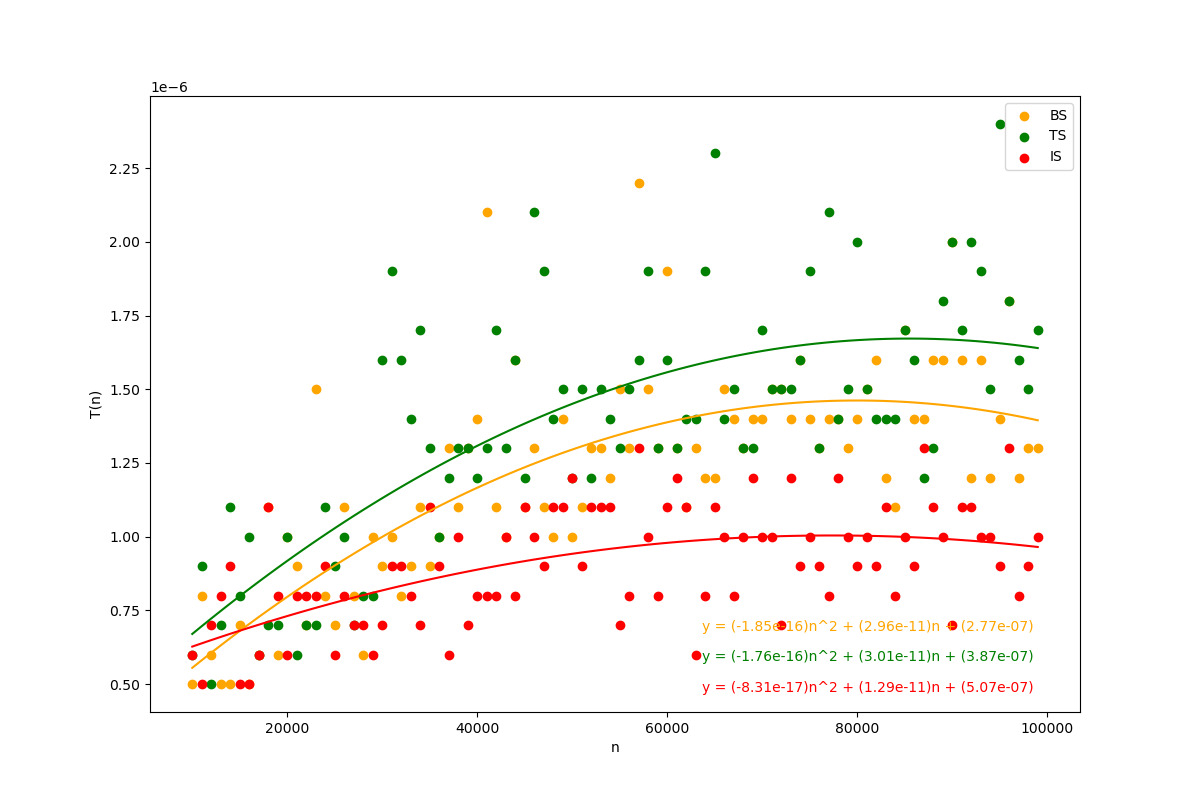 1e−6
BS
TS
IS
2.25
2.00
1.75
1.50
1.25
1.00
0.75
0.50
T(n)
y = (-1.85e-16)n^2 + (2.96e-11)n + (2.77e-07)
y = (-1.76e-16)n^2 + (3.01e-11)n + (3.87e-07)
y = (-8.31e-17)n^2 + (1.29e-11)n + (5.07e-07)
20000 40000 60000 80000 100000
n